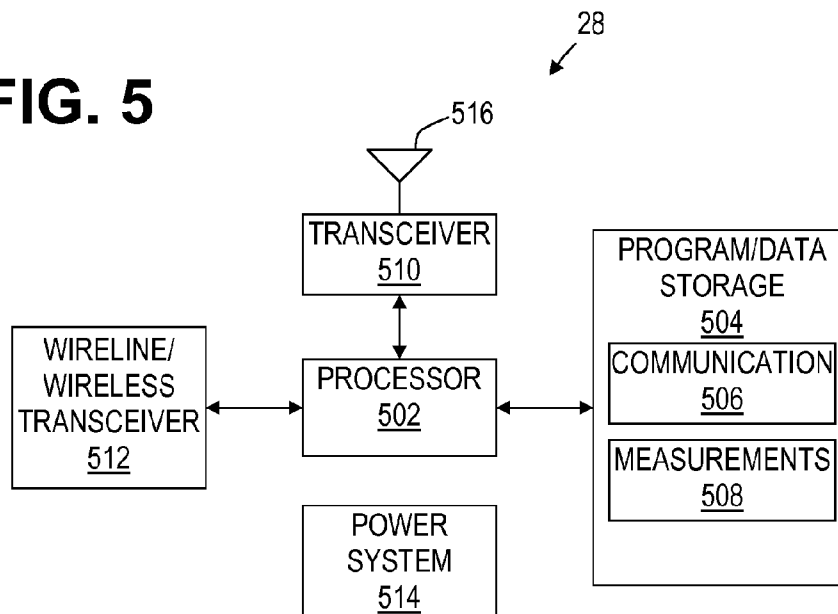 28
FIG. 5
516
TRANSCEIVER
510
PROGRAM/DATA
STORAGE
504
COMMUNICATION
506
MEASUREMENTS
508
WIRELINE/
WIRELESS
TRANSCEIVER
512
PROCESSOR
502
POWER
SYSTEM
514